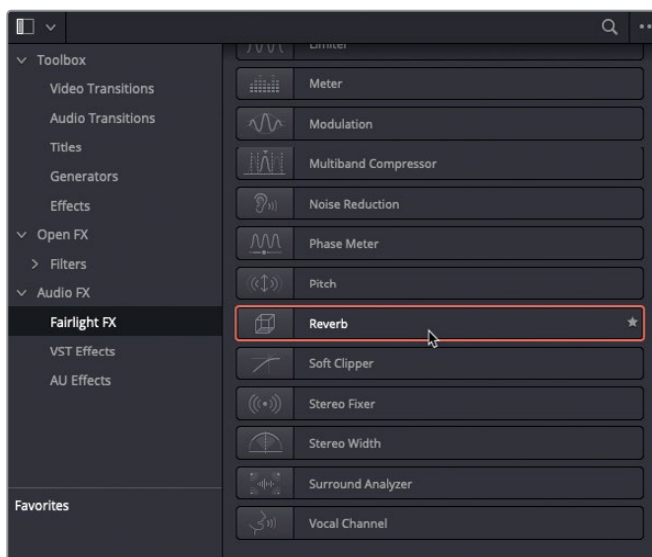 Toolbox
Video Transitions
Audio Transitions
Titles
Generators
Effects
Open FX
Filters
Audio FX
Fairlight FX
VST Effects
AU Effects
Favorites
Limiter
Meter
Modulation
Multiband Compressor
Noise Reduction
Phase Meter
Pitch
Reverb
Soft Clipper
Stereo Fixer
Stereo Width
Surround Analyzer
Vocal Channel